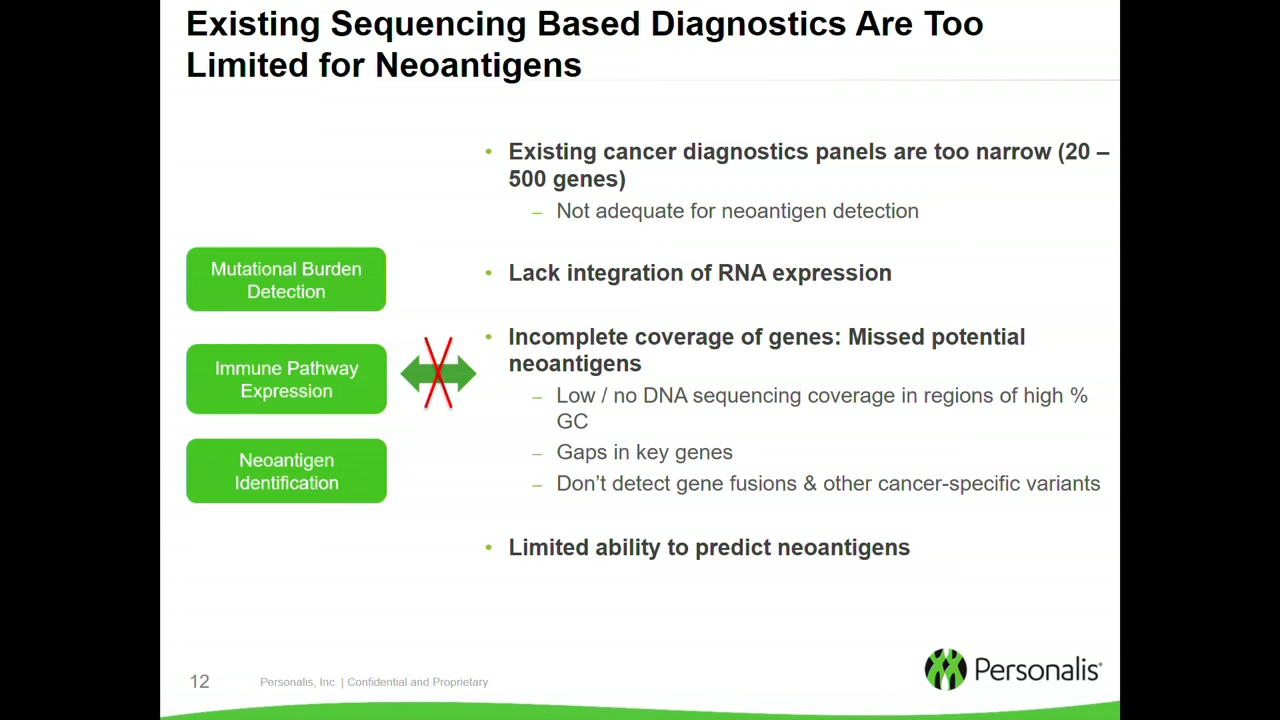 Existing Sequencing Based Diagnostics Are Too
Limited for Neoantigens
• Existing cancer diagnostics panels are too narrow (20 –
500 genes)
– Not adequate for neoantigen detection
• Lack integration of RNA expression
• Incomplete coverage of genes: Missed potential
neoantigens
– Low / no DNA sequencing coverage in regions of high %
GC
– Gaps in key genes
– Don’t detect gene fusions & other cancer-specific variants
• Limited ability to predict neoantigens
Mutational Burden
Detection
Immune Pathway
Expression
Neoantigen
Identification
12
Personalis, Inc. | Confidential and Proprietary
Personalis